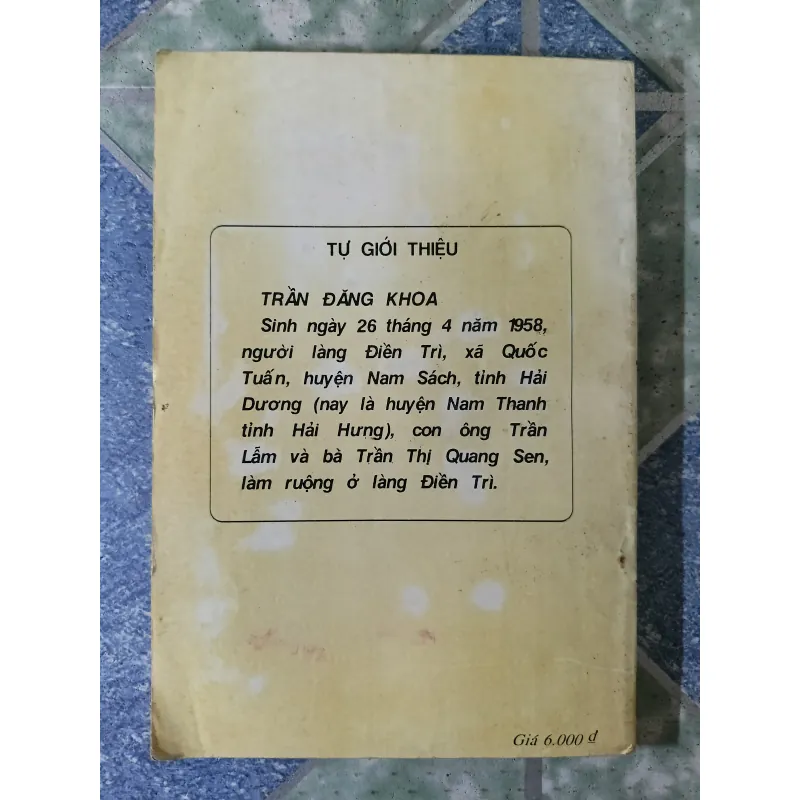 TỰ GIỚI THIỆU
TRẦN ĐĂNG KHOA
Sinh ngày 26 tháng 4 năm 1958,
người làng Điền Trì, xã Quốc
Tuấn, huyện Nam Sách, tỉnh Hải
Dương (nay là huyện Nam Thanh
tỉnh Hải Hưng), con ông Trần
Lẫm và bà Trần Thị Quang Sen,
làm ruộng ở làng Điền Trì.
Giá 6.000 đ